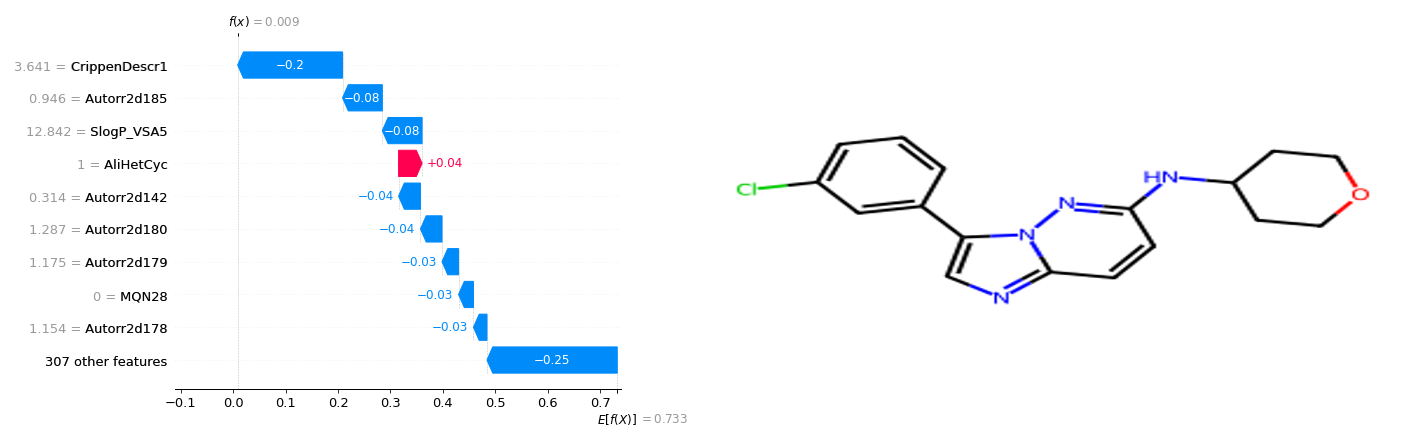 f(x) = 0.009
3.641 = CrippenDescr1
−0.2
0.946 = Autorr2d185
−0.08
12.842 = SlogP_VSA5
−0.08
1 = AliHetCyc
+0.04
0.314 = Autorr2d142
−0.04
1.287 = Autorr2d180
−0.04
1.175 = Autorr2d179
−0.03
0 = MQN28
−0.03
1.154 = Autorr2d178
−0.03
307 other features
−0.25
−0.1 0.0 0.1 0.2 0.3 0.4 0.5 0.6 0.7
E[f(X)] = 0.733
Cl
N
N
N
HN
O